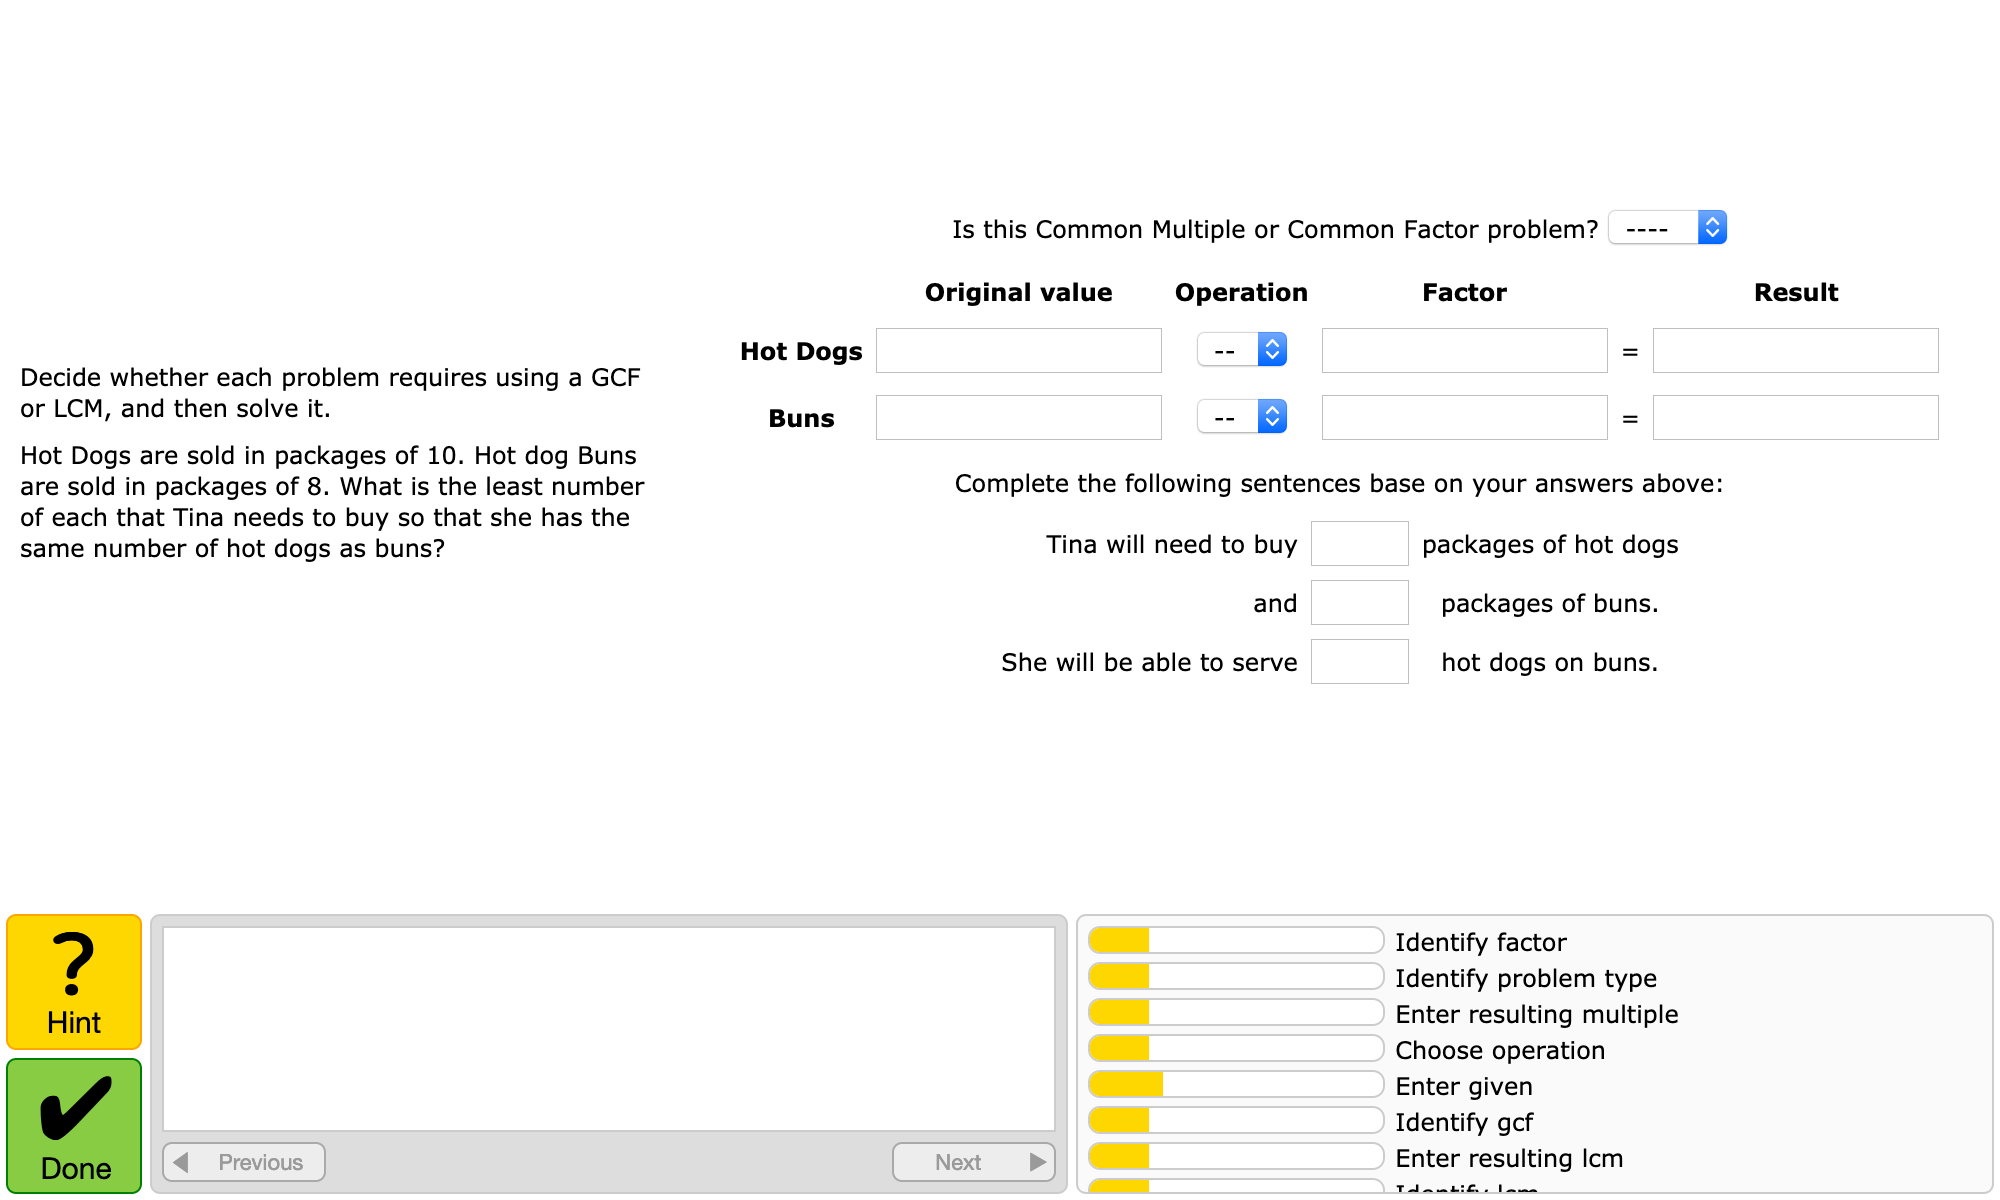 Is this Common Multiple or Common Factor problem? ----
Original value Operation Factor Result
Hot Dogs -- =
Buns -- =
Decide whether each problem requires using a GCF
or LCM, and then solve it.
Hot Dogs are sold in packages of 10. Hot dog Buns
are sold in packages of 8. What is the least number
of each that Tina needs to buy so that she has the
same number of hot dogs as buns?
Complete the following sentences base on your answers above:
Tina will need to buy packages of hot dogs
and packages of buns.
She will be able to serve hot dogs on buns.
?
Hint
Done
Previous
Next
Identify factor
Identify problem type
Enter resulting multiple
Choose operation
Enter given
Identify gcf
Enter resulting lcm
Identify lcm